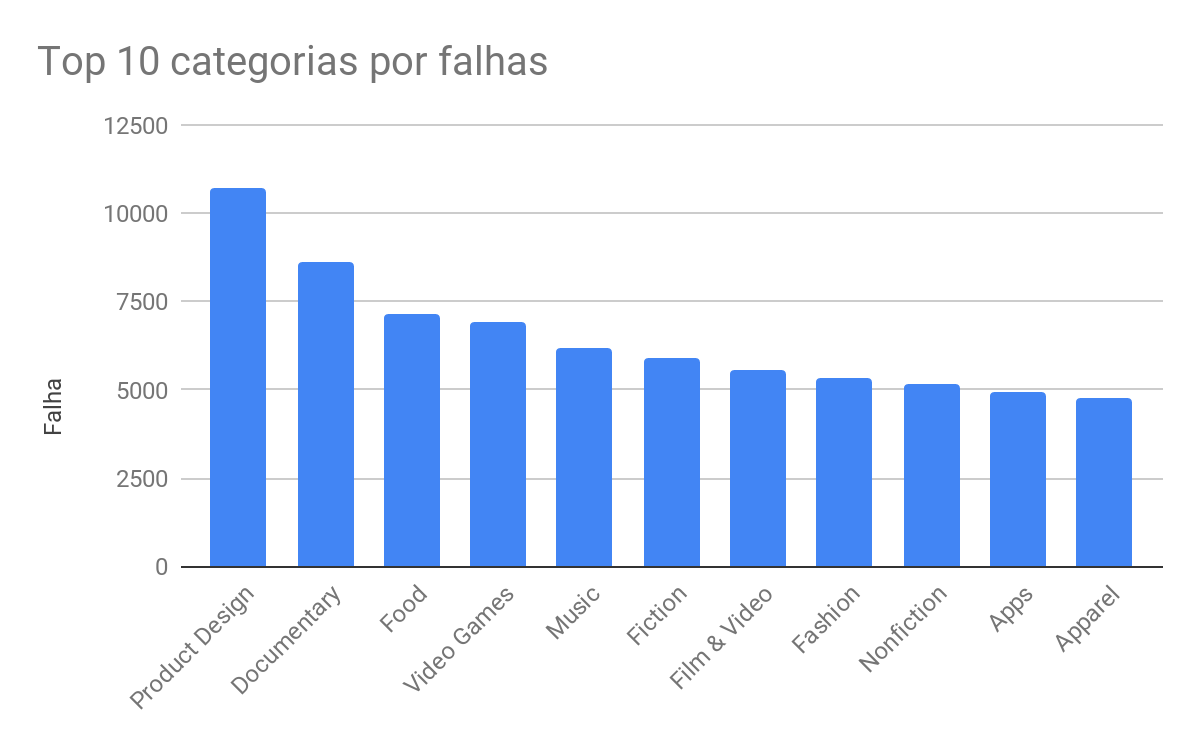 Top 10 categorias por falhas
12500
10000
7500
5000
2500
0
Falha
Product Design
Documentary
Food
Video Games
Music
Fiction
Film & Video
Fashion
Nonfiction
Apps
Apparel